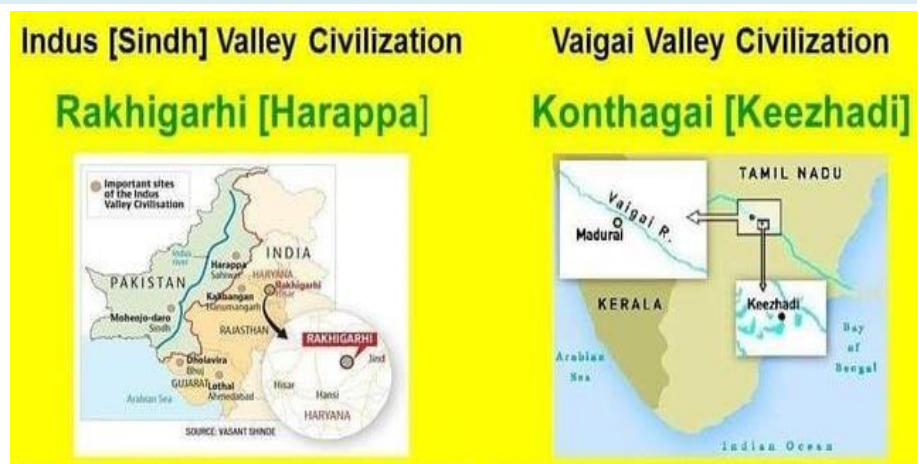 Indus [Sindh] Valley Civilization
Rakhigarhi [Harappa]
Important sites
of the Indus
Valley Civilisation
Indus
river
INDIA
Harappa
Sahiwal
HARYANA
PAKISTAN
Rakhigarhi
Hisar
Kalibangan
Hanumangarh
Mohenjo-daro
Sindh
RAJASTHAN
RAKHIGARHI
Jind
Dholavira
Bhuj
GUJARAT
Lothal
Ahmedabad
Hisar
Hansi
Arabian Sea
HARYANA
SOURCE: VASANT SHINDE
Vaigai Valley Civilization
Konthagai [Keezhadi]
TAMIL NADU
Vaigai R.
Madurai
KERALA
Keezhadi
Bay
of
Bengal
Arabian
Sea
Indian Ocean